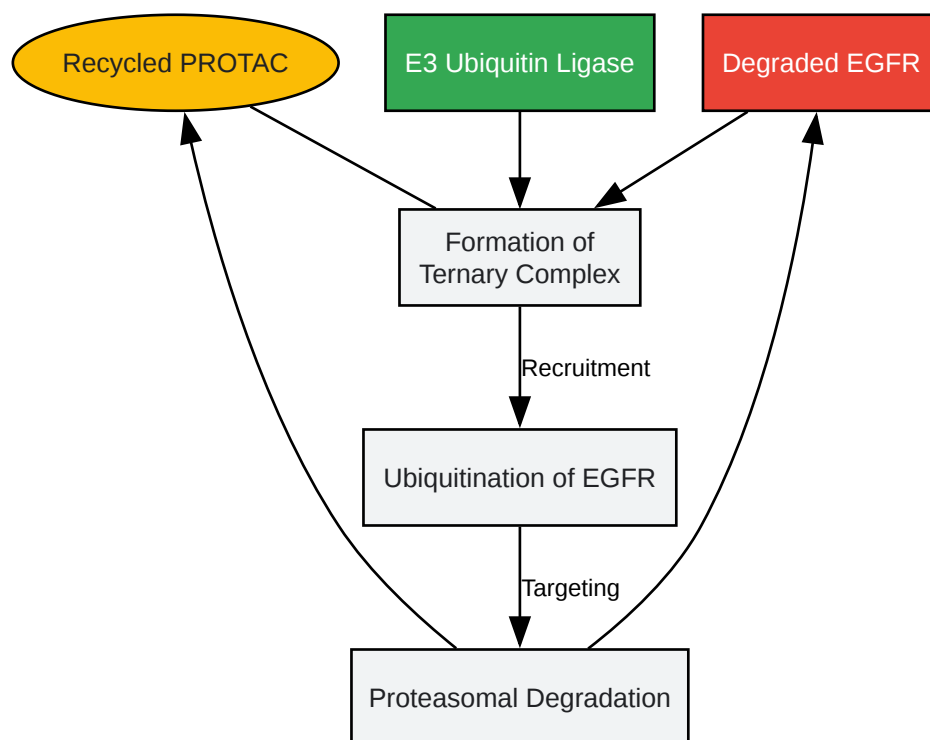 Recycled PROTAC
E3 Ubiquitin Ligase
Degraded EGFR
Formation of
Ternary Complex
Recruitment
Ubiquitination of EGFR
Targeting
Proteasomal Degradation